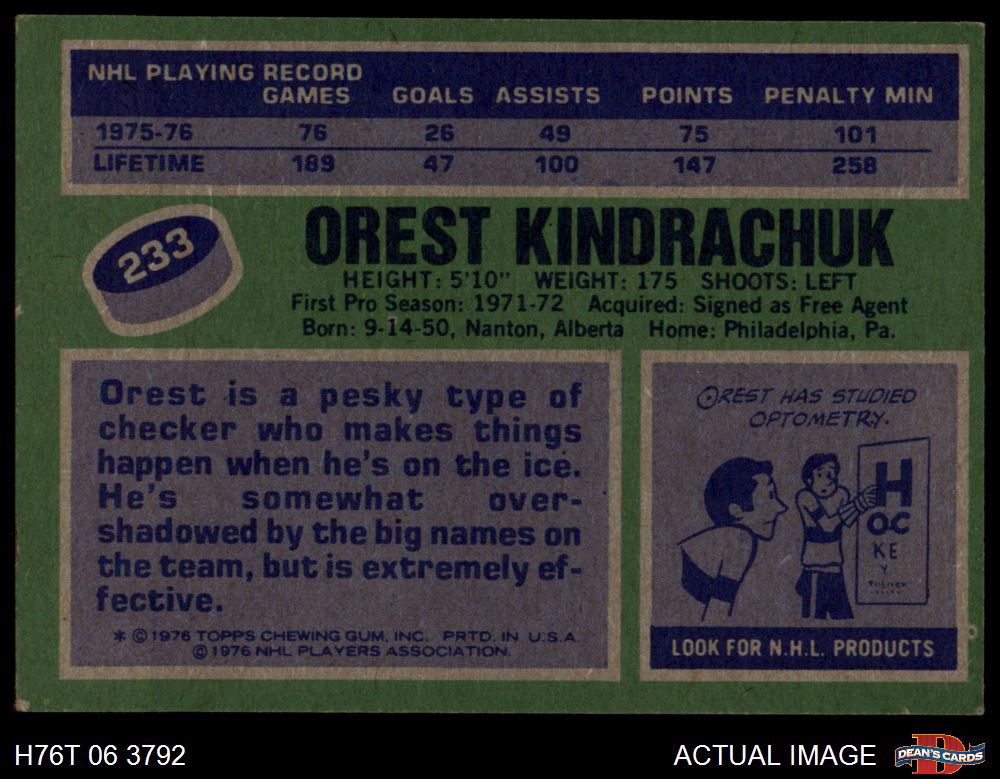 NHL PLAYING RECORD
GAMES GOALS ASSISTS POINTS PENALTY MIN
1975-76 76 26 49 75 101
LIFETIME 189 47 100 147 258
233
OREST KINDRACHUK
HEIGHT: 5'10" WEIGHT: 175 SHOOTS: LEFT
First Pro Season: 1971-72 Acquired: Signed as Free Agent
Born: 9-14-50, Nanton, Alberta Home: Philadelphia, Pa.
Orest is a pesky type of
checker who makes things
happen when he's on the ice.
He's somewhat over-
shadowed by the big names on
the team, but is extremely ef-
fective.
* © 1976 TOPPS CHEWING GUM, INC. PRTD. IN U.S.A.
© 1976 NHL PLAYERS ASSOCIATION.
OREST HAS STUDIED
OPTOMETRY.
H
OC
KE
Y
LOOK FOR N.H.L. PRODUCTS
H76T 06 3792 ACTUAL IMAGE DEAN'S CARDS